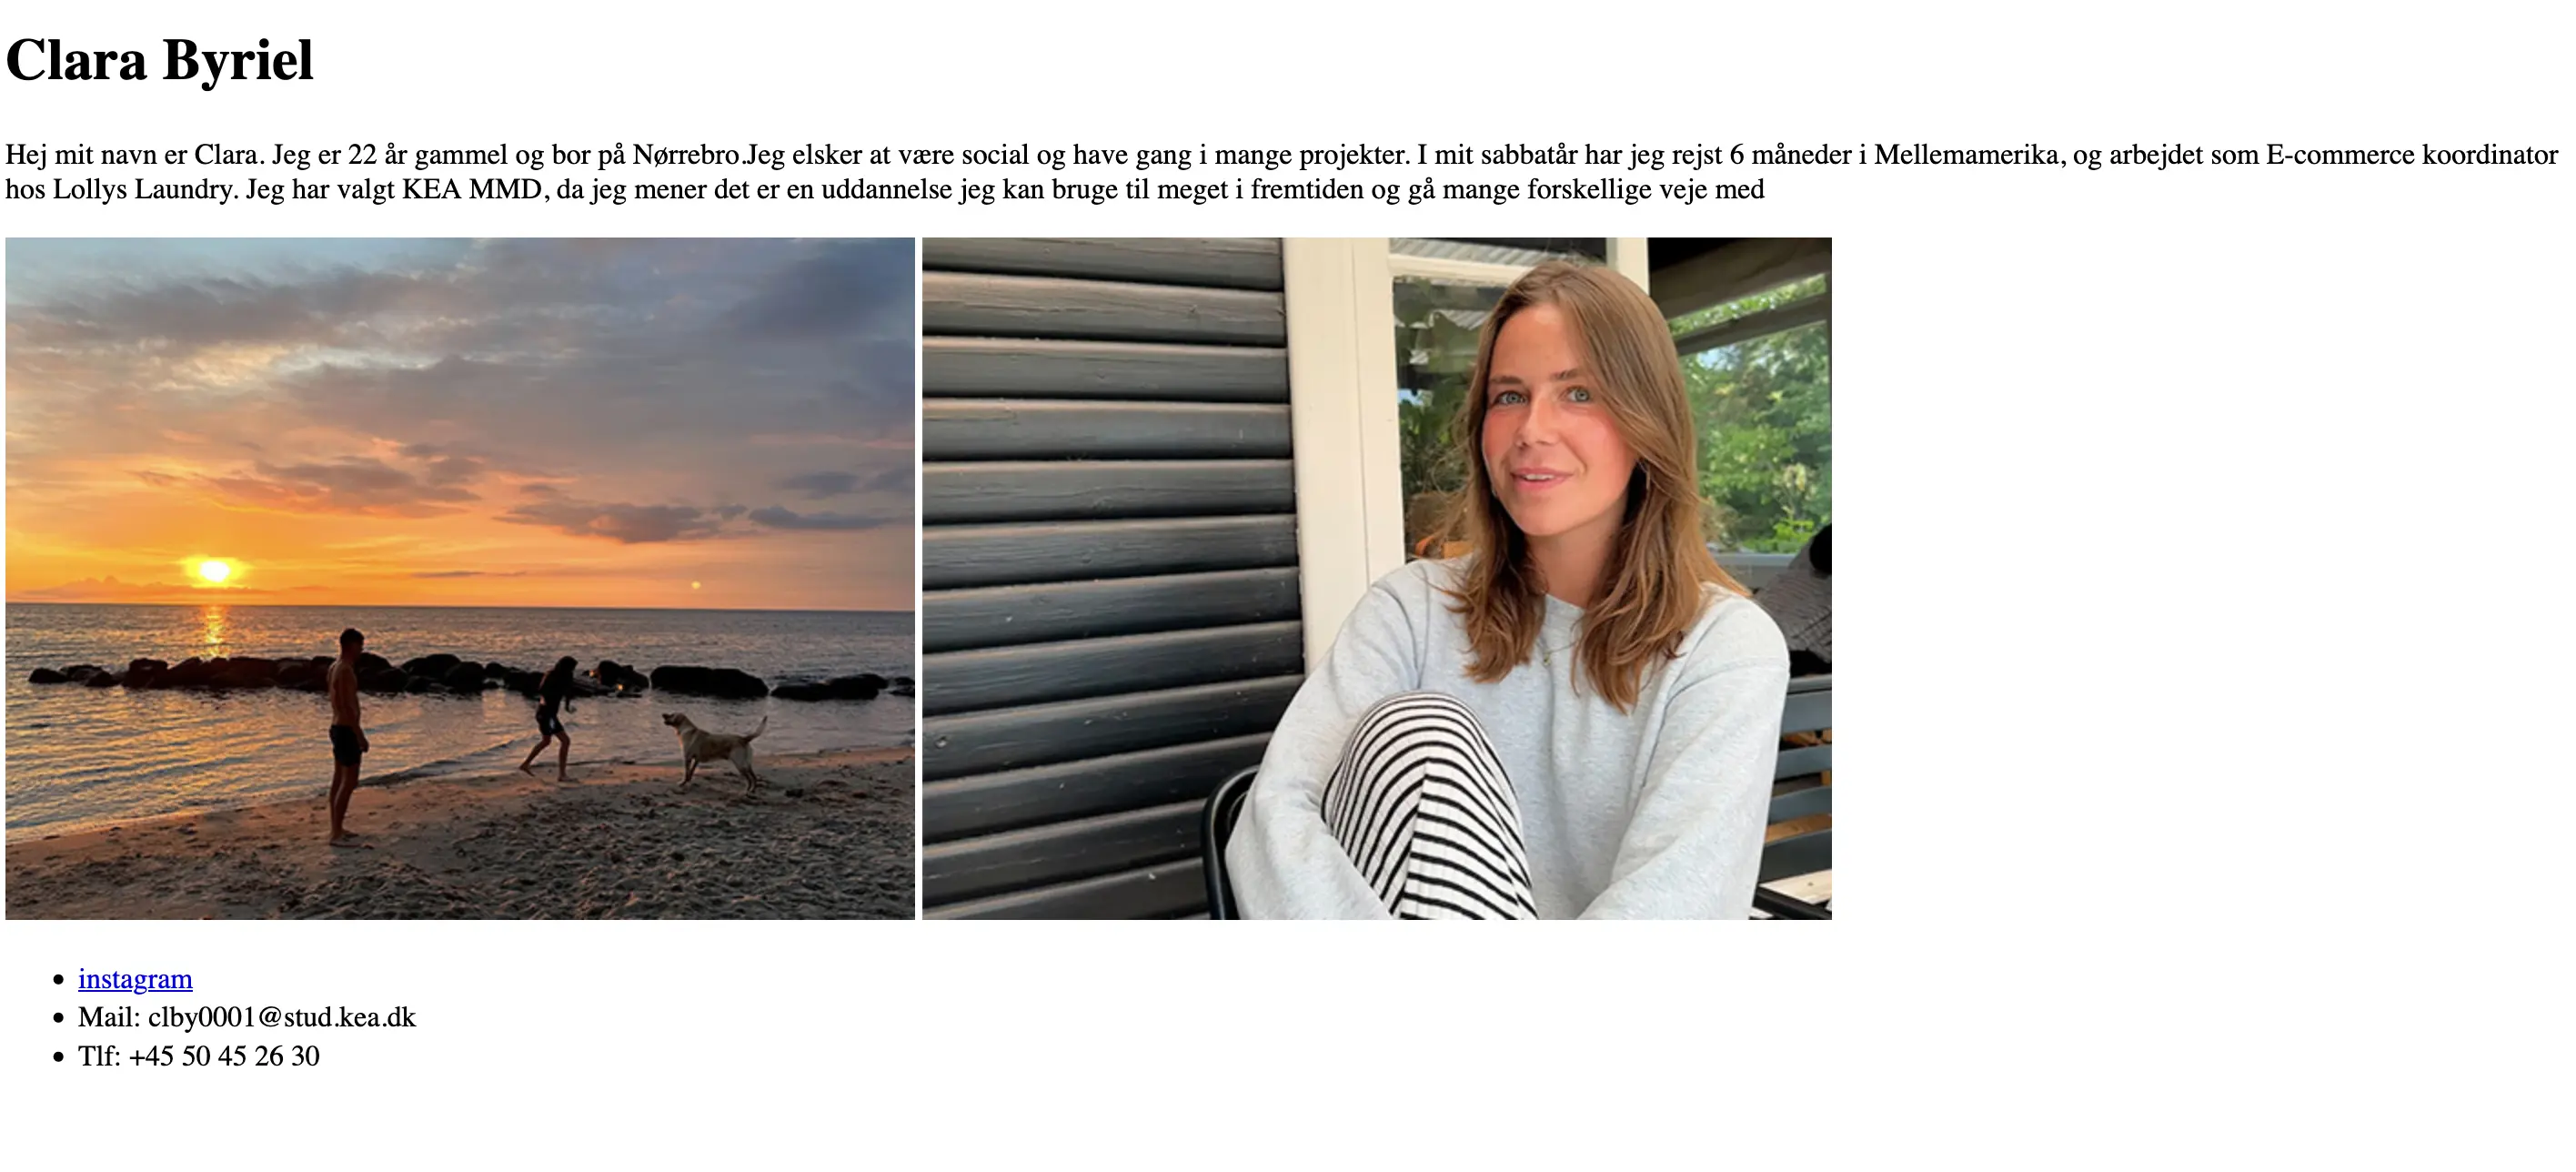 Clara Byriel
Hej mit navn er Clara. Jeg er 22 år gammel og bor på Nørrebro.Jeg elsker at være social og have gang i mange projekter. I mit sabbatår har jeg rejst 6 måneder i Mellemamerika, og arbejdet som E-commerce koordinator
hos Lollys Laundry. Jeg har valgt KEA MMD, da jeg mener det er en uddannelse jeg kan bruge til meget i fremtiden og gå mange forskellige veje med
instagram
Mail: clby0001@stud.kea.dk
Tlf: +45 50 45 26 30